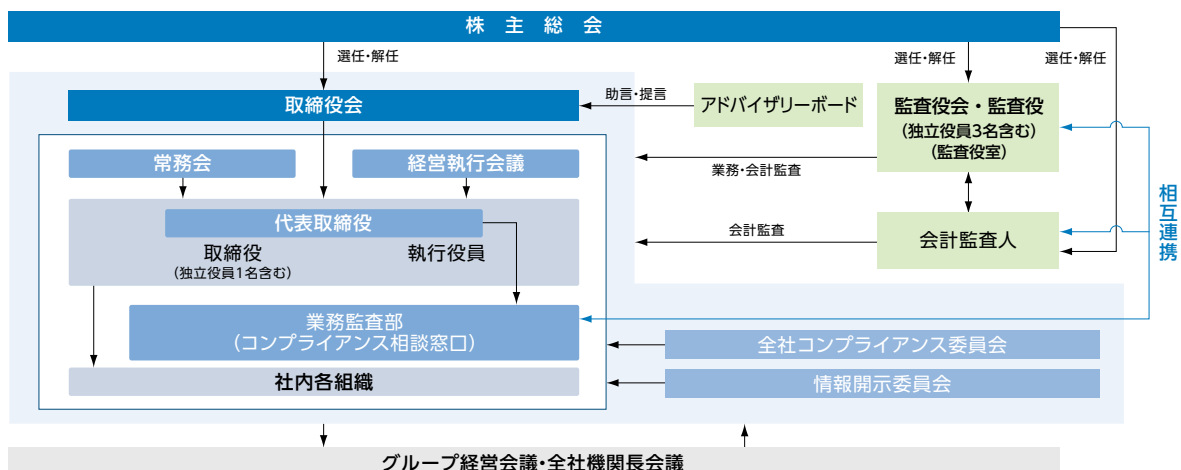 株主総会
選任・解任
選任・解任
選任・解任
取締役会
助言・提言
アドバイザリーボード
監査役会・監査役
(独立役員3名含む)
(監査役室)
常務会
経営執行会議
業務・会計監査
代表取締役
取締役
(独立役員1名含む)
執行役員
会計監査
会計監査人
相互連携
業務監査部
(コンプライアンス相談窓口)
全社コンプライアンス委員会
社内各組織
情報開示委員会
グループ経営会議・全社機関長会議